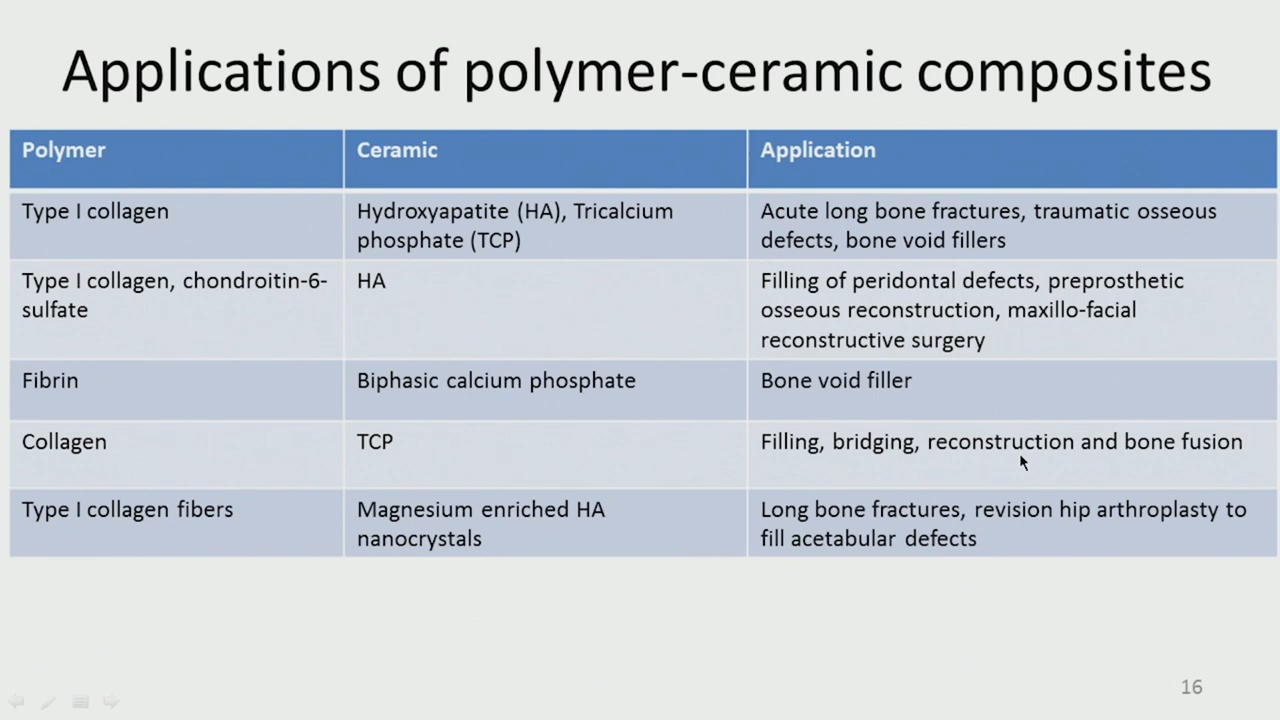 Applications of polymer-ceramic composites
Polymer
Ceramic
Application
Type I collagen
Hydroxyapatite (HA), Tricalcium
phosphate (TCP)
Acute long bone fractures, traumatic osseous
defects, bone void fillers
Type I collagen, chondroitin-6-
sulfate
HA
Filling of peridontal defects, preprosthetic
osseous reconstruction, maxillo-facial
reconstructive surgery
Fibrin
Biphasic calcium phosphate
Bone void filler
Collagen
TCP
Filling, bridging, reconstruction and bone fusion
Type I collagen fibers
Magnesium enriched HA
nanocrystals
Long bone fractures, revision hip arthroplasty to
fill acetabular defects
16